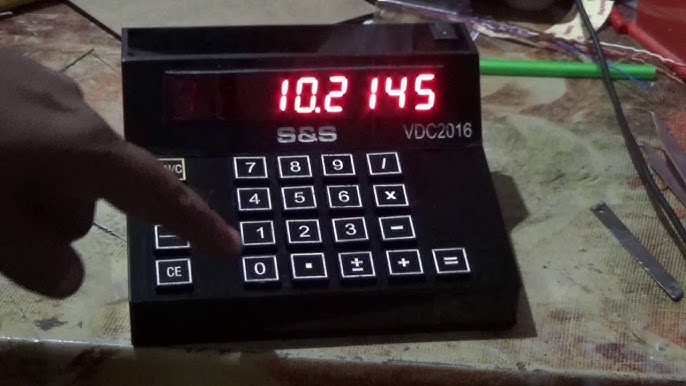 10.2145
S&S VDC2016
7 8 9 /
4 5 6 x
1 2 3 −
CE 0 . ± + =